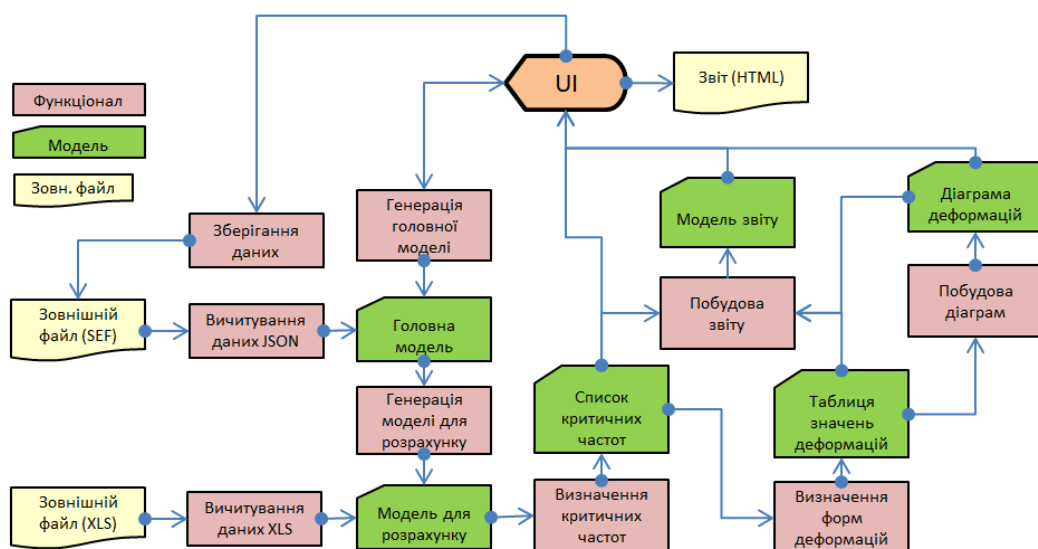 UI
Звіт (HTML)
Функціонал
Модель
Зовн. файл
Зберігання
даних
Генерація
головної
моделі
Модель звіту
Діаграма
деформацій
Зовнішній
файл (SEF)
Вичитування
даних JSON
Головна
модель
Побудова
звіту
Побудова
діаграм
Генерація
моделі для
розрахунку
Список
критичних
частот
Таблиця
значень
деформацій
Зовнішній
файл (XLS)
Вичитування
даних XLS
Модель для
розрахунку
Визначення
критичних
частот
Визначення
форм
деформацій